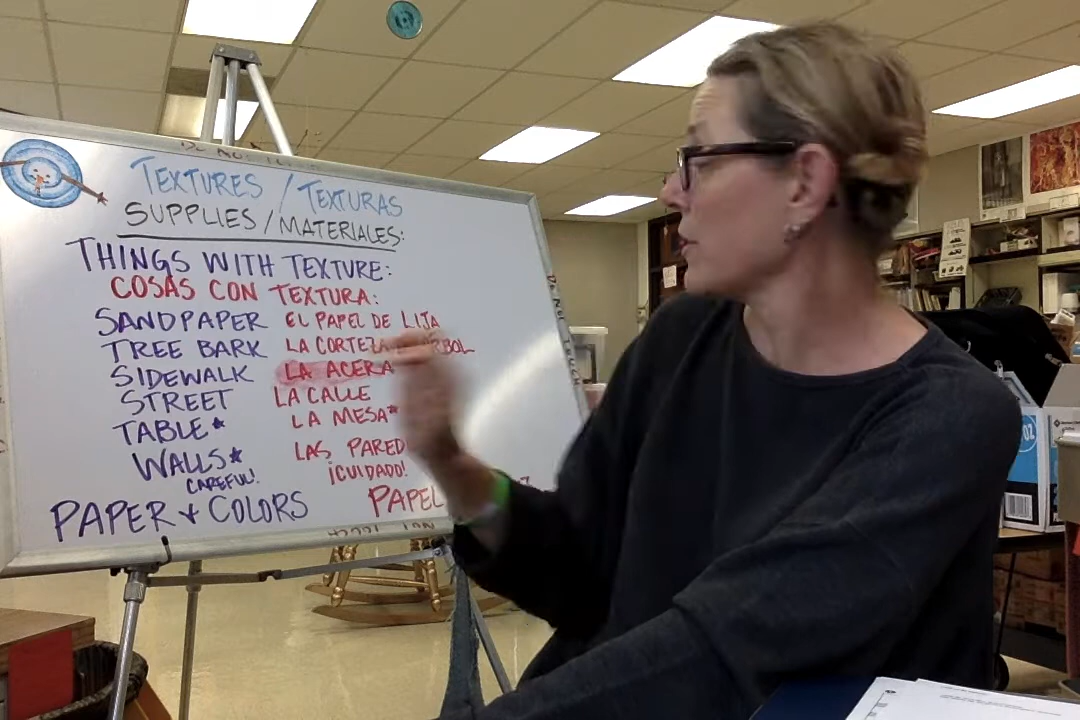 TEXTURES / TEXTURAS
SUPPLIES/MATERIALES:
THINGS WITH TEXTURE:
COSAS CON TEXTURA:
SANDPAPER EL PAPEL DE LIJA
TREE BARK LA CORTEZA
SIDEWALK LA ACERA
STREET LA CALLE
TABLE* LA MESA*
WALLS* LAS PARED
CAREFUL! ¡CUIDADO!
PAPER + COLORS PAPEL